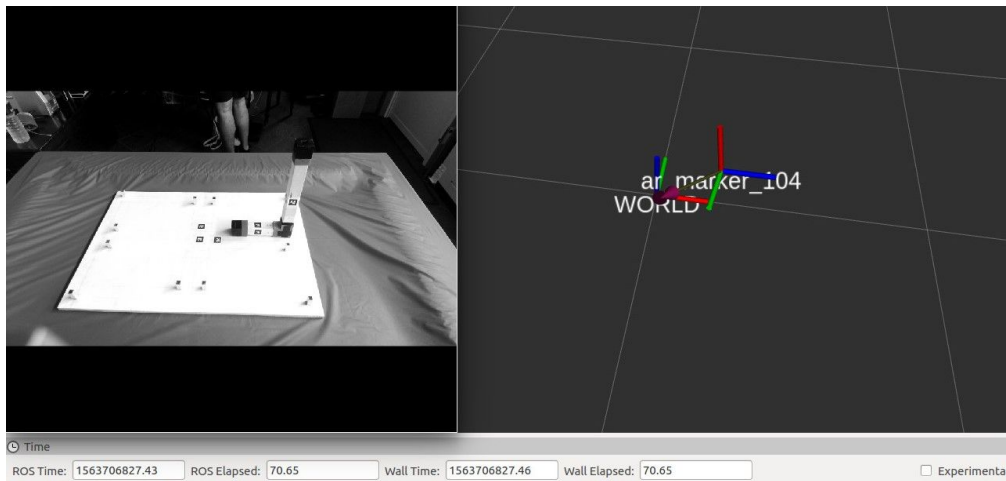 ar_marker_104
WORLD
Time
ROS Time: 1563706827.43 ROS Elapsed: 70.65 Wall Time: 1563706827.46 Wall Elapsed: 70.65 Experimenta